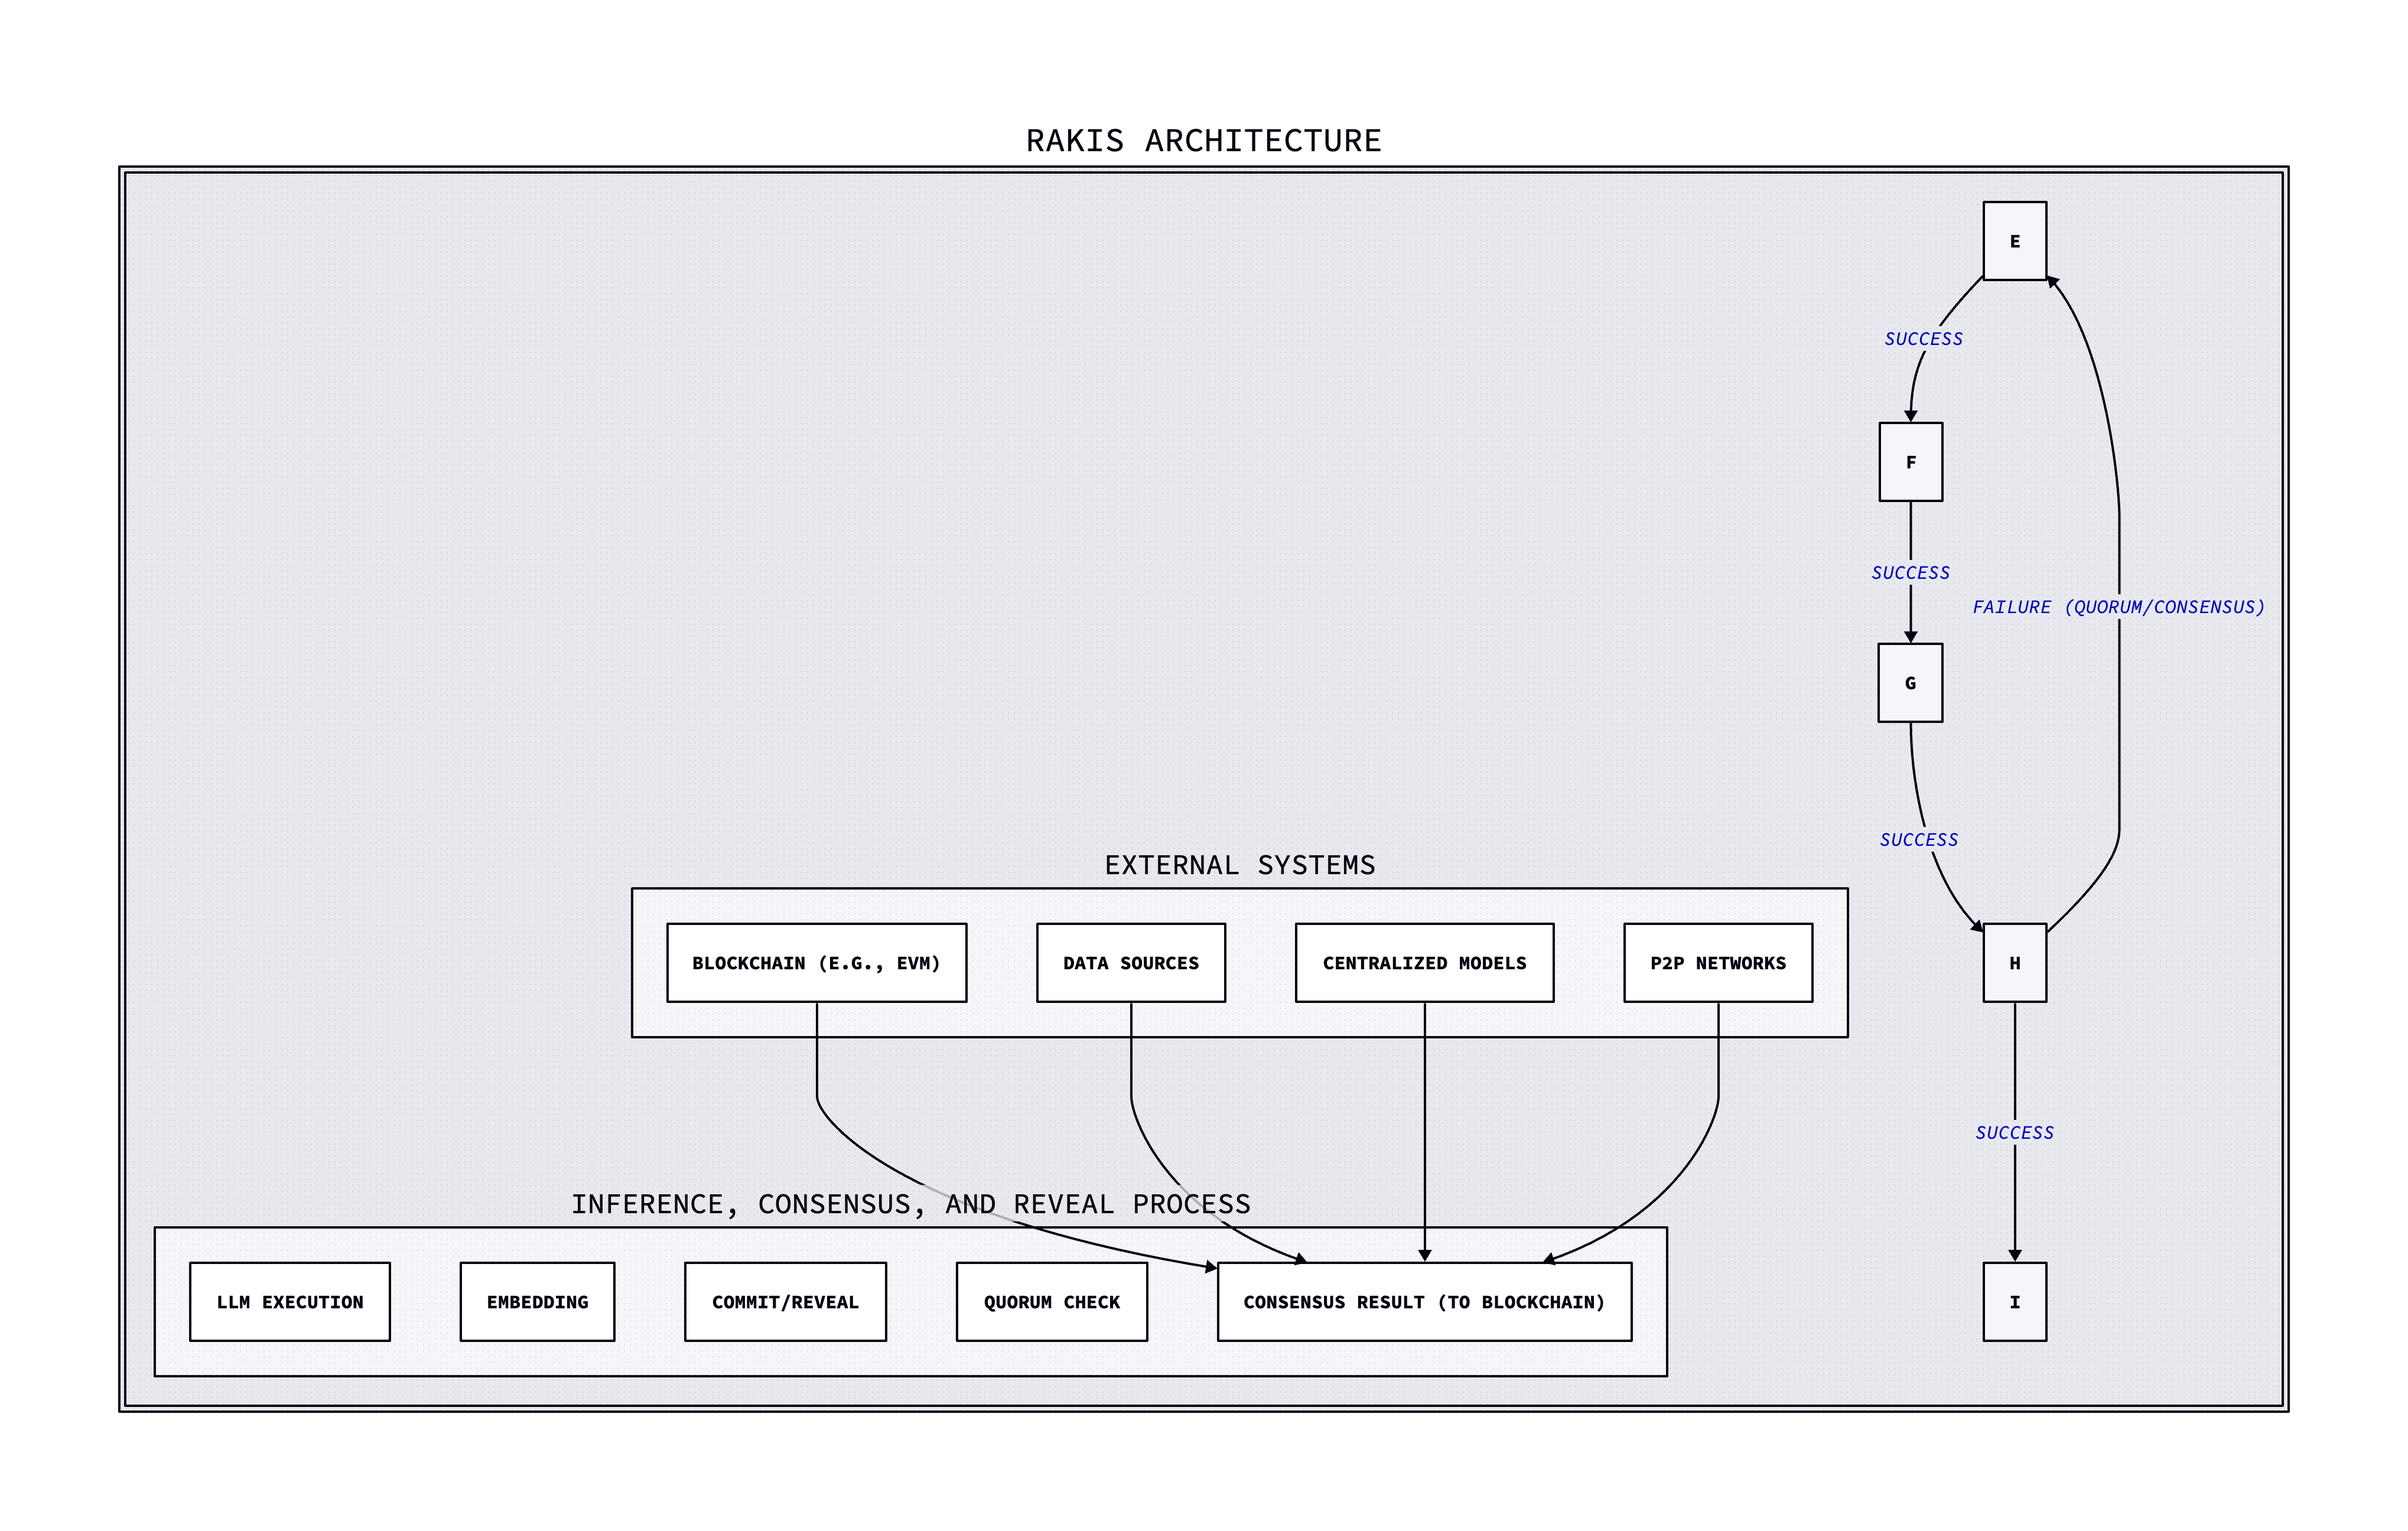 RAKIS ARCHITECTURE
E
SUCCESS
F
SUCCESS
FAILURE (QUORUM/CONSENSUS)
G
SUCCESS
EXTERNAL SYSTEMS
BLOCKCHAIN (E.G., EVM)
DATA SOURCES
CENTRALIZED MODELS
P2P NETWORKS
H
SUCCESS
INFERENCE, CONSENSUS, AND REVEAL PROCESS
LLM EXECUTION
EMBEDDING
COMMIT/REVEAL
QUORUM CHECK
CONSENSUS RESULT (TO BLOCKCHAIN)
I